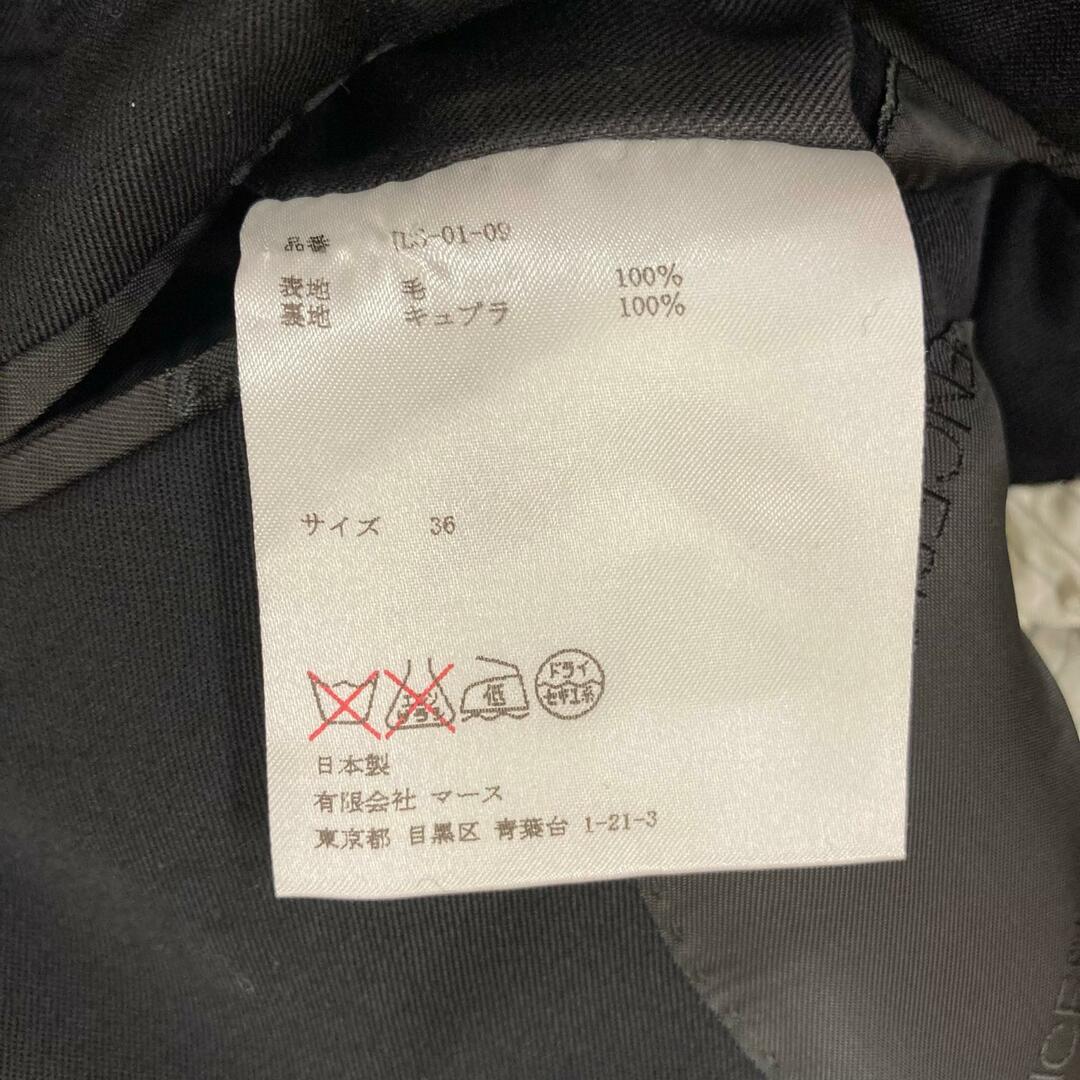 品番 -01-09
表地 毛 100%
裏地 キュプラ 100%
サイズ 36
低
ドライ
セキユ系
日本製
有限会社 マース
東京都 目黒区 青葉台 1-21-3